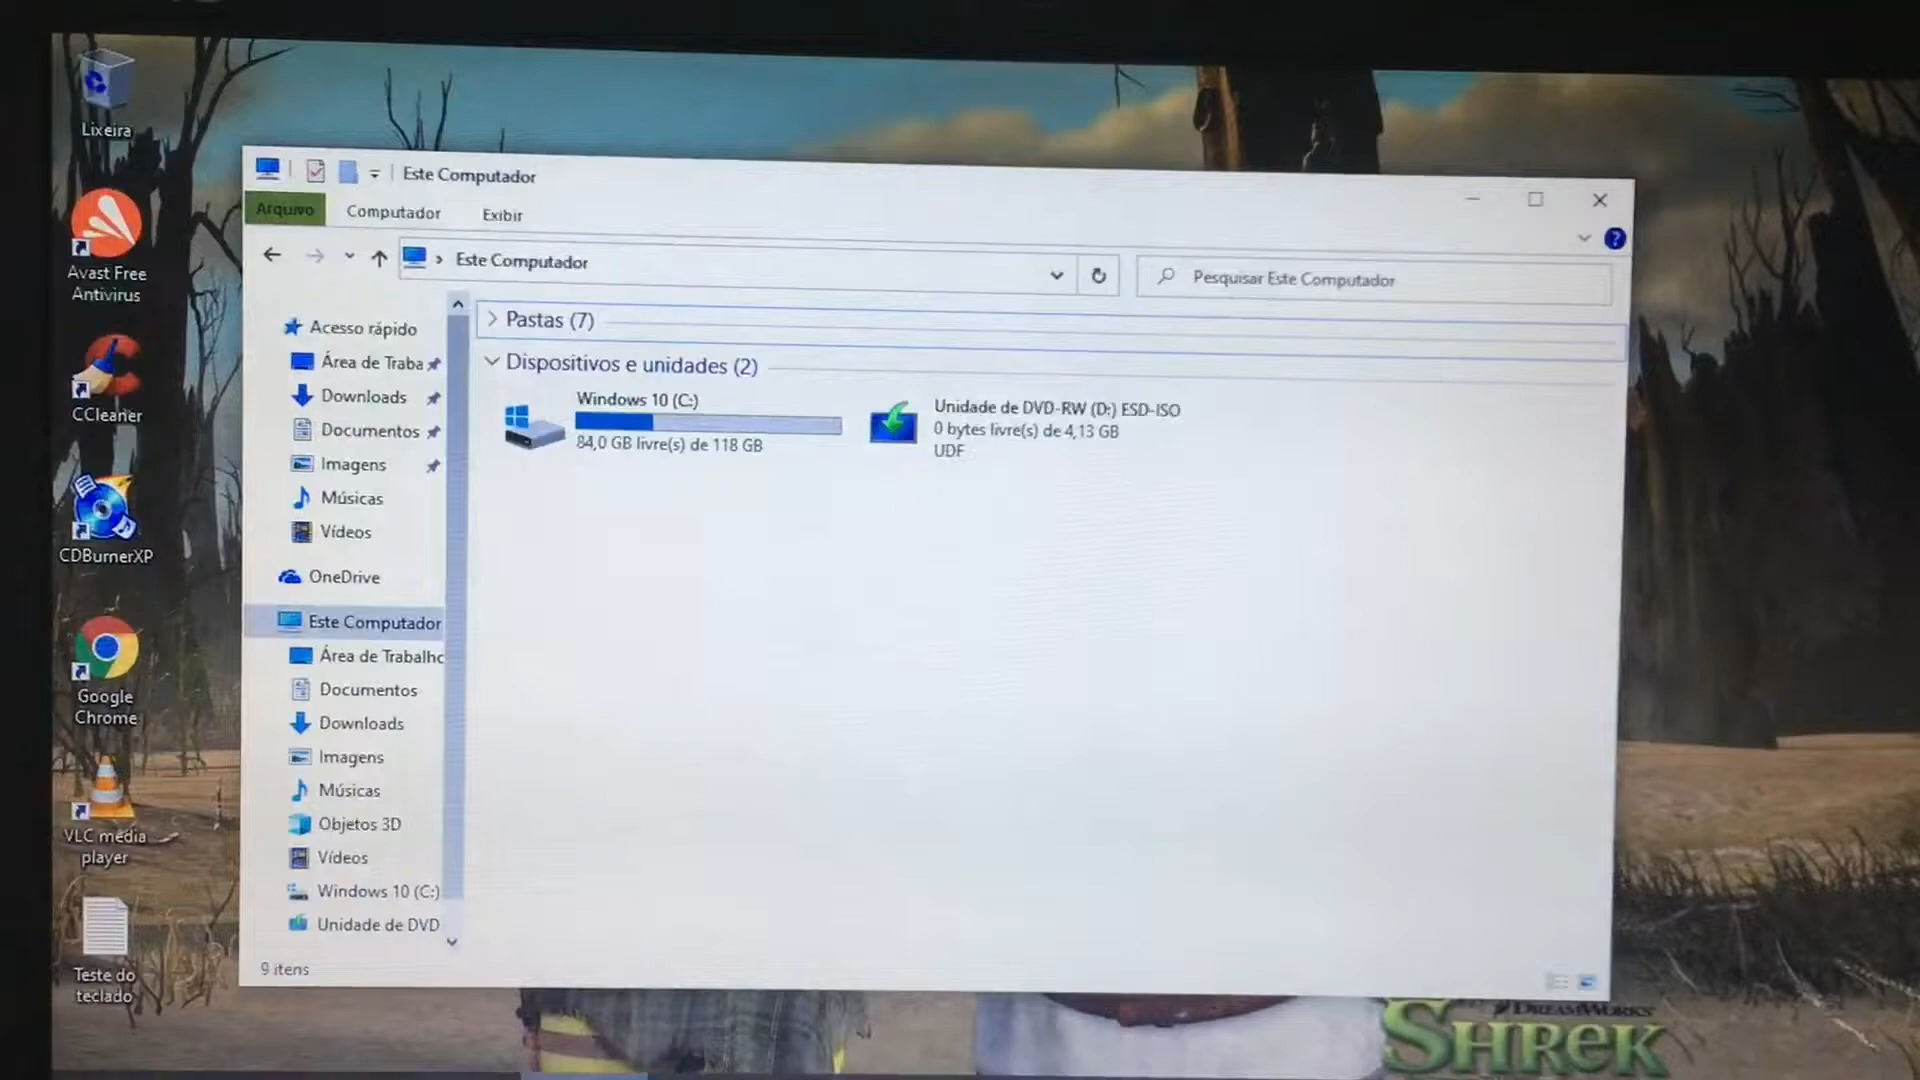 Lixeira
Avast Free
Antivirus
CCleaner
CDBurnerXP
Google
Chrome
VLC media
player
Teste do
teclado
Este Computador
Arquivo
Computador
Exibir
?
› Este Computador
Pesquisar Este Computador
Acesso rápido
Área de Traba
Downloads
Documentos
Imagens
Músicas
Vídeos
OneDrive
Este Computador
Área de Trabalho
Documentos
Downloads
Imagens
Músicas
Objetos 3D
Vídeos
Windows 10 (C:)
Unidade de DVD
9 itens
Pastas (7)
Dispositivos e unidades (2)
Windows 10 (C:)
84,0 GB livre(s) de 118 GB
Unidade de DVD-RW (D:) ESD-ISO
0 bytes livre(s) de 4,13 GB
UDF
DREAMWORKS
SHREK